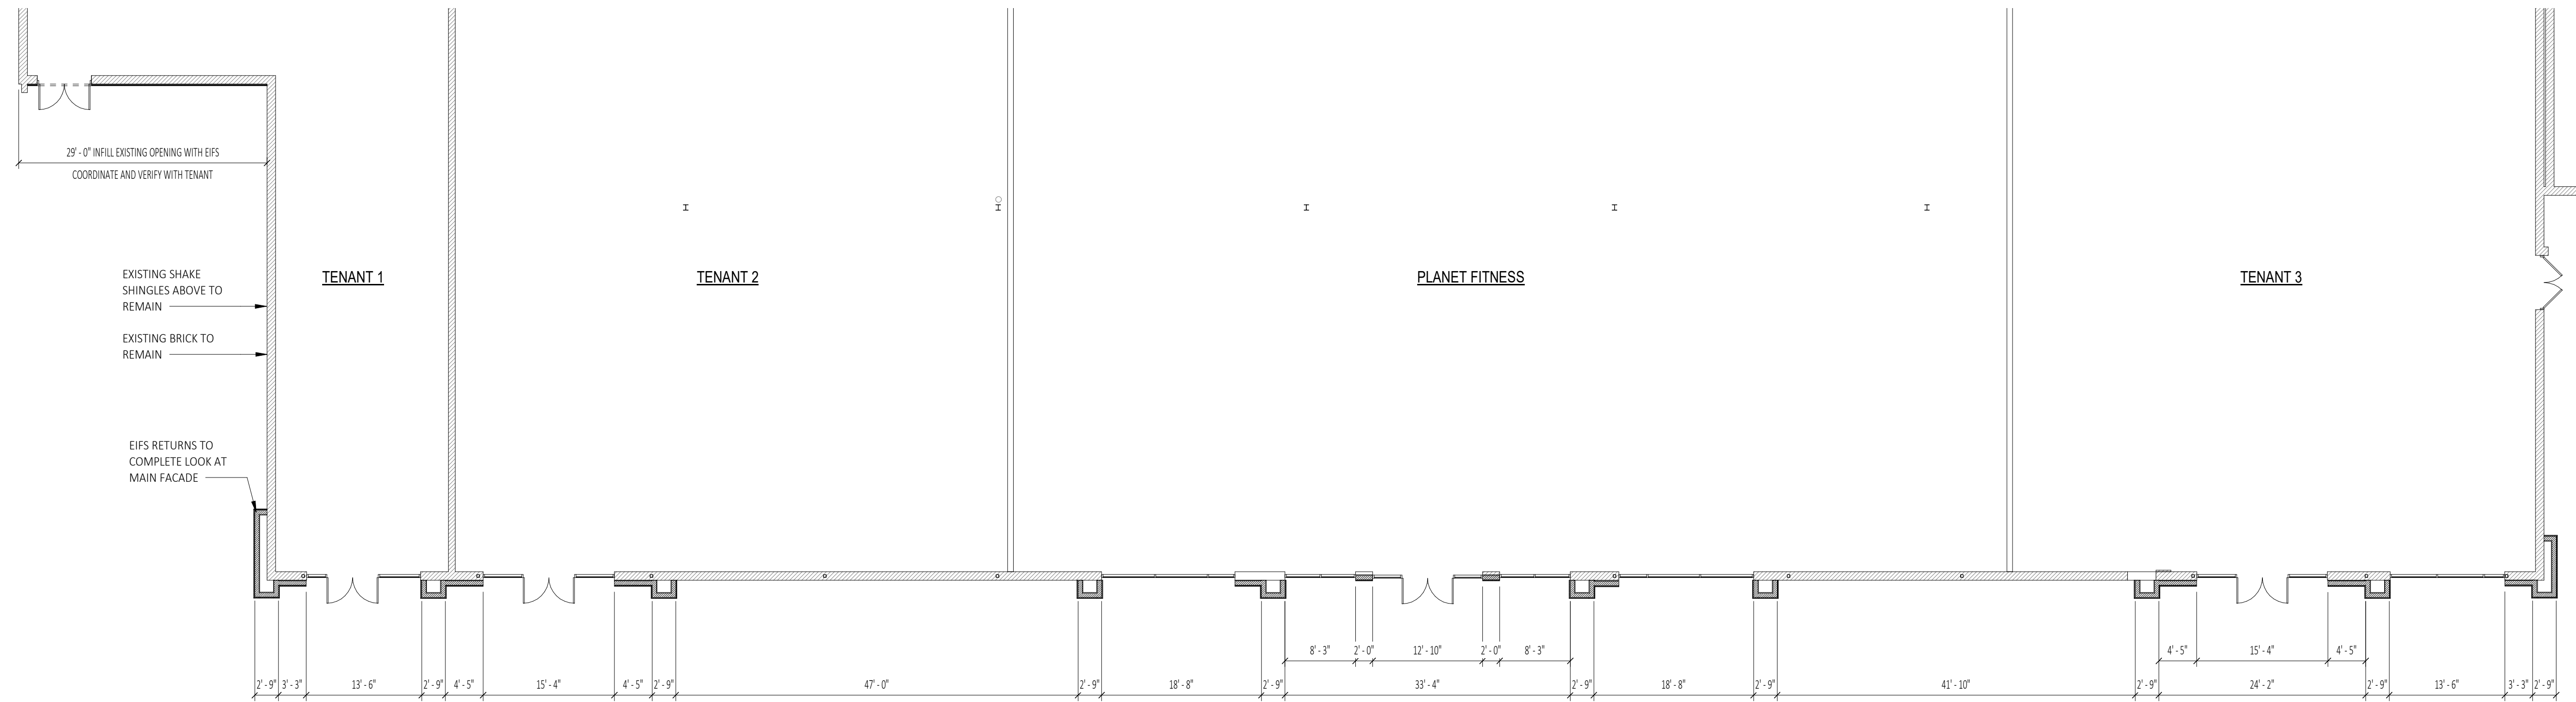 29' - 0" INFILL EXISTING OPENING WITH EIFS
COORDINATE AND VERIFY WITH TENANT
EXISTING SHAKE
SHINGLES ABOVE TO
REMAIN
EXISTING BRICK TO
REMAIN
EIFS RETURNS TO
COMPLETE LOOK AT
MAIN FACADE
TENANT 1
TENANT 2
PLANET FITNESS
TENANT 3
8' - 3" 2' - 0" 12' - 10" 2' - 0" 8' - 3"
4' - 5" 15' - 4" 4' - 5"
2' - 9" 3' - 3" 13' - 6" 2' - 9" 4' - 5" 15' - 4" 4' - 5" 2' - 9" 47' - 0" 2' - 9" 18' - 8" 2' - 9" 33' - 4" 2' - 9" 18' - 8" 2' - 9" 41' - 10" 2' - 9" 24' - 2" 2' - 9" 13' - 6" 3' - 3" 2' - 9"